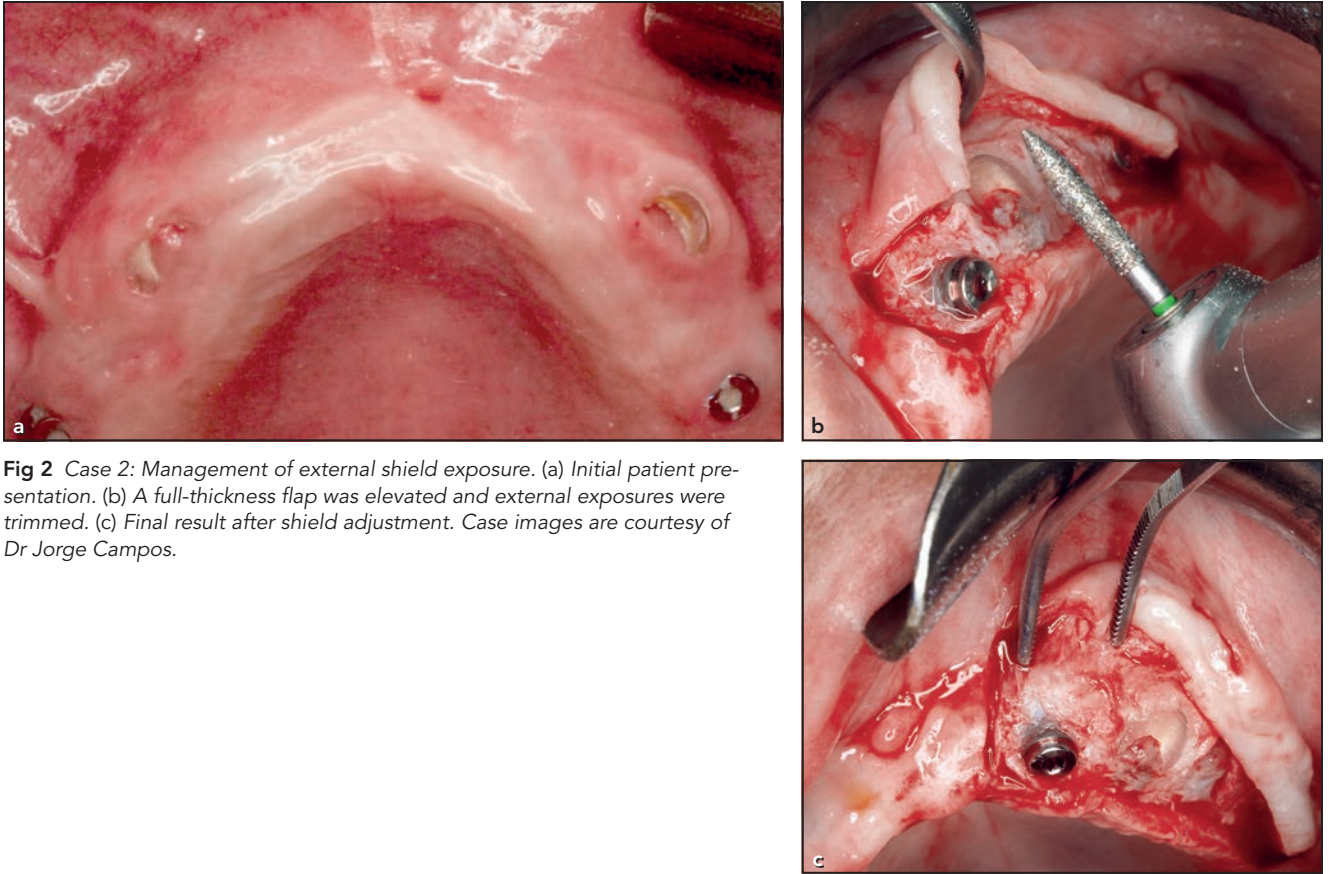 a
b
Fig 2 Case 2: Management of external shield exposure. (a) Initial patient pre-
sentation. (b) A full-thickness flap was elevated and external exposures were
trimmed. (c) Final result after shield adjustment. Case images are courtesy of
Dr Jorge Campos.
c